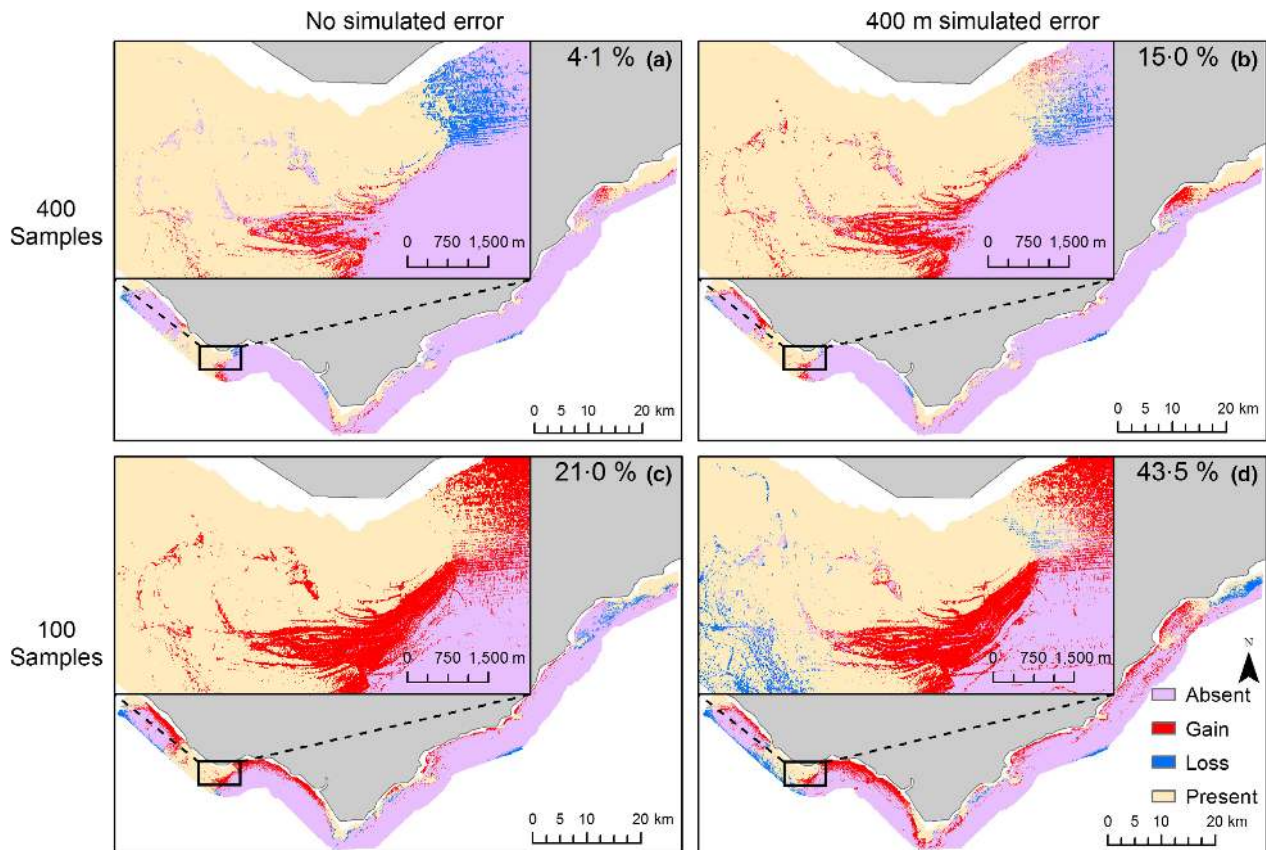 No simulated error
400 m simulated error
400
Samples
4·1 % (a)
0 750 1,500 m
0 5 10 20 km
15·0 % (b)
0 750 1,500 m
0 5 10 20 km
100
Samples
21·0 % (c)
0 750 1,500 m
0 5 10 20 km
43·5 % (d)
0 750 1,500 m
N
Absent
Gain
Loss
Present
0 5 10 20 km